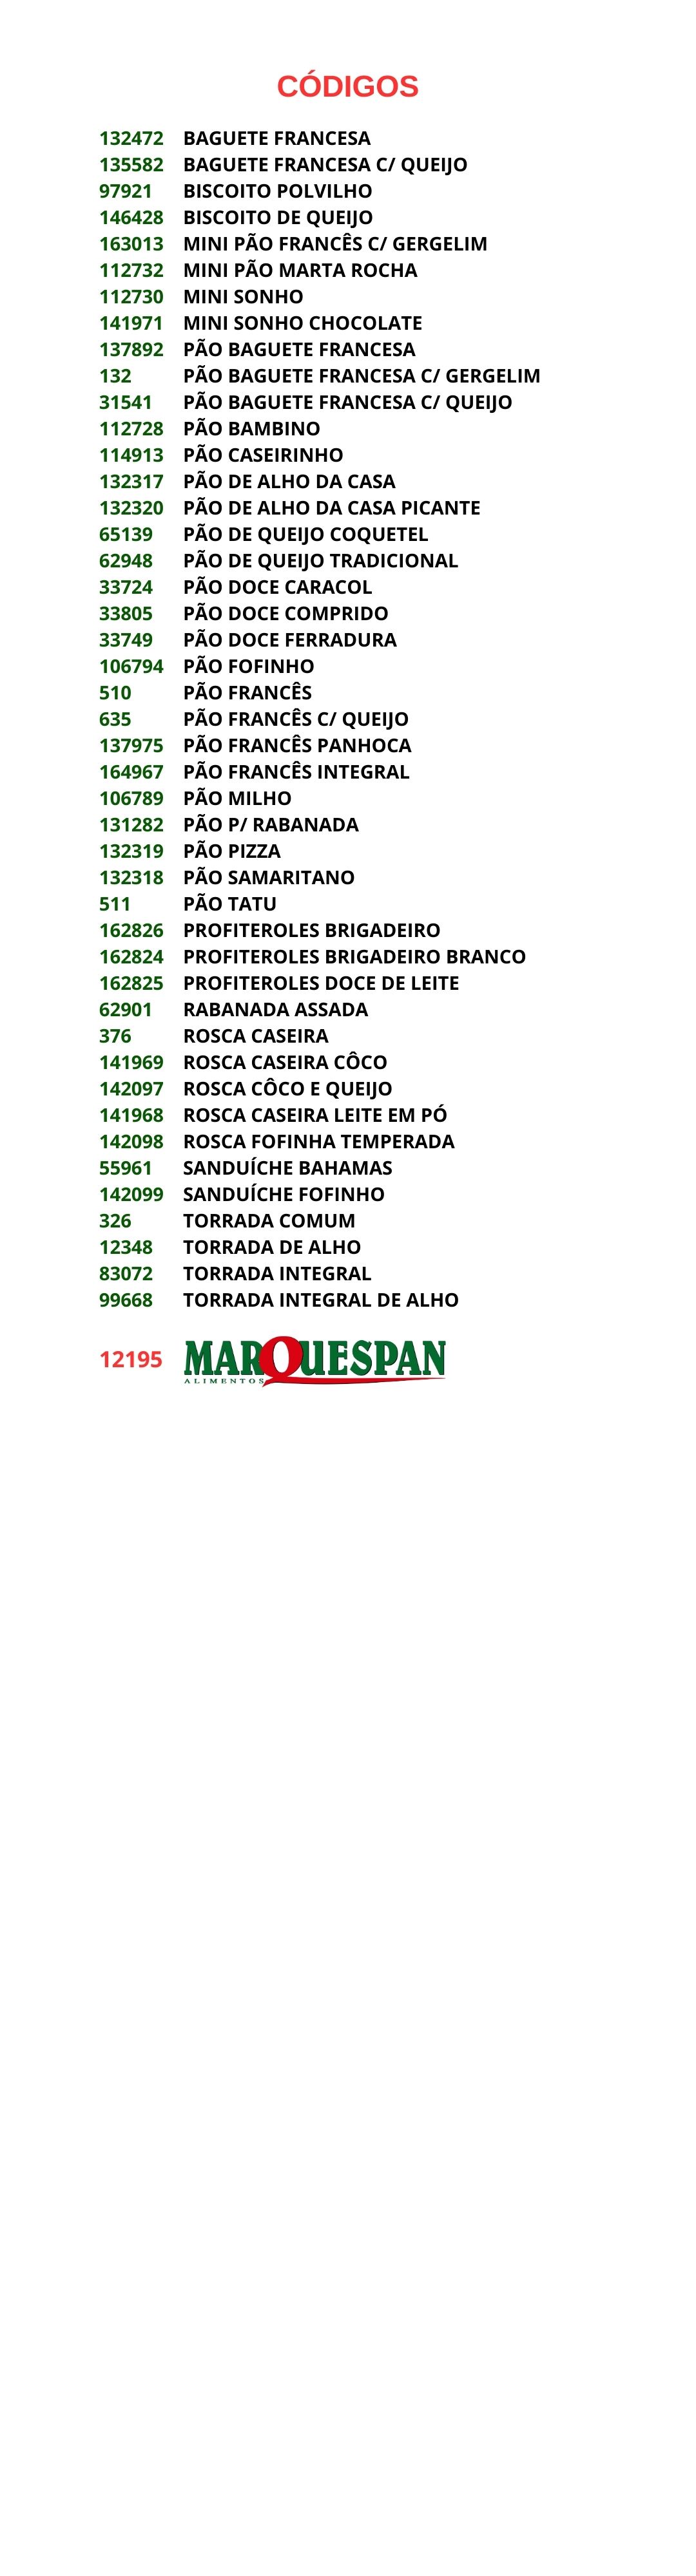 CÓDIGOS
132472 BAGUETE FRANCESA
135582 BAGUETE FRANCESA C/ QUEIJO
97921 BISCOITO POLVILHO
146428 BISCOITO DE QUEIJO
163013 MINI PÃO FRANCÊS C/ GERGELIM
112732 MINI PÃO MARTA ROCHA
112730 MINI SONHO
141971 MINI SONHO CHOCOLATE
137892 PÃO BAGUETE FRANCESA
132 PÃO BAGUETE FRANCESA C/ GERGELIM
31541 PÃO BAGUETE FRANCESA C/ QUEIJO
112728 PÃO BAMBINO
114913 PÃO CASEIRINHO
132317 PÃO DE ALHO DA CASA
132320 PÃO DE ALHO DA CASA PICANTE
65139 PÃO DE QUEIJO COQUETEL
62948 PÃO DE QUEIJO TRADICIONAL
33724 PÃO DOCE CARACOL
33805 PÃO DOCE COMPRIDO
33749 PÃO DOCE FERRADURA
106794 PÃO FOFINHO
510 PÃO FRANCÊS
635 PÃO FRANCÊS C/ QUEIJO
137975 PÃO FRANCÊS PANHOCA
164967 PÃO FRANCÊS INTEGRAL
106789 PÃO MILHO
131282 PÃO P/ RABANADA
132319 PÃO PIZZA
132318 PÃO SAMARITANO
511 PÃO TATU
162826 PROFITEROLES BRIGADEIRO
162824 PROFITEROLES BRIGADEIRO BRANCO
162825 PROFITEROLES DOCE DE LEITE
62901 RABANADA ASSADA
376 ROSCA CASEIRA
141969 ROSCA CASEIRA CÔCO
142097 ROSCA CÔCO E QUEIJO
141968 ROSCA CASEIRA LEITE EM PÓ
142098 ROSCA FOFINHA TEMPERADA
55961 SANDUÍCHE BAHAMAS
142099 SANDUÍCHE FOFINHO
326 TORRADA COMUM
12348 TORRADA DE ALHO
83072 TORRADA INTEGRAL
99668 TORRADA INTEGRAL DE ALHO
12195 MARQUESPAN
ALIMENTOS